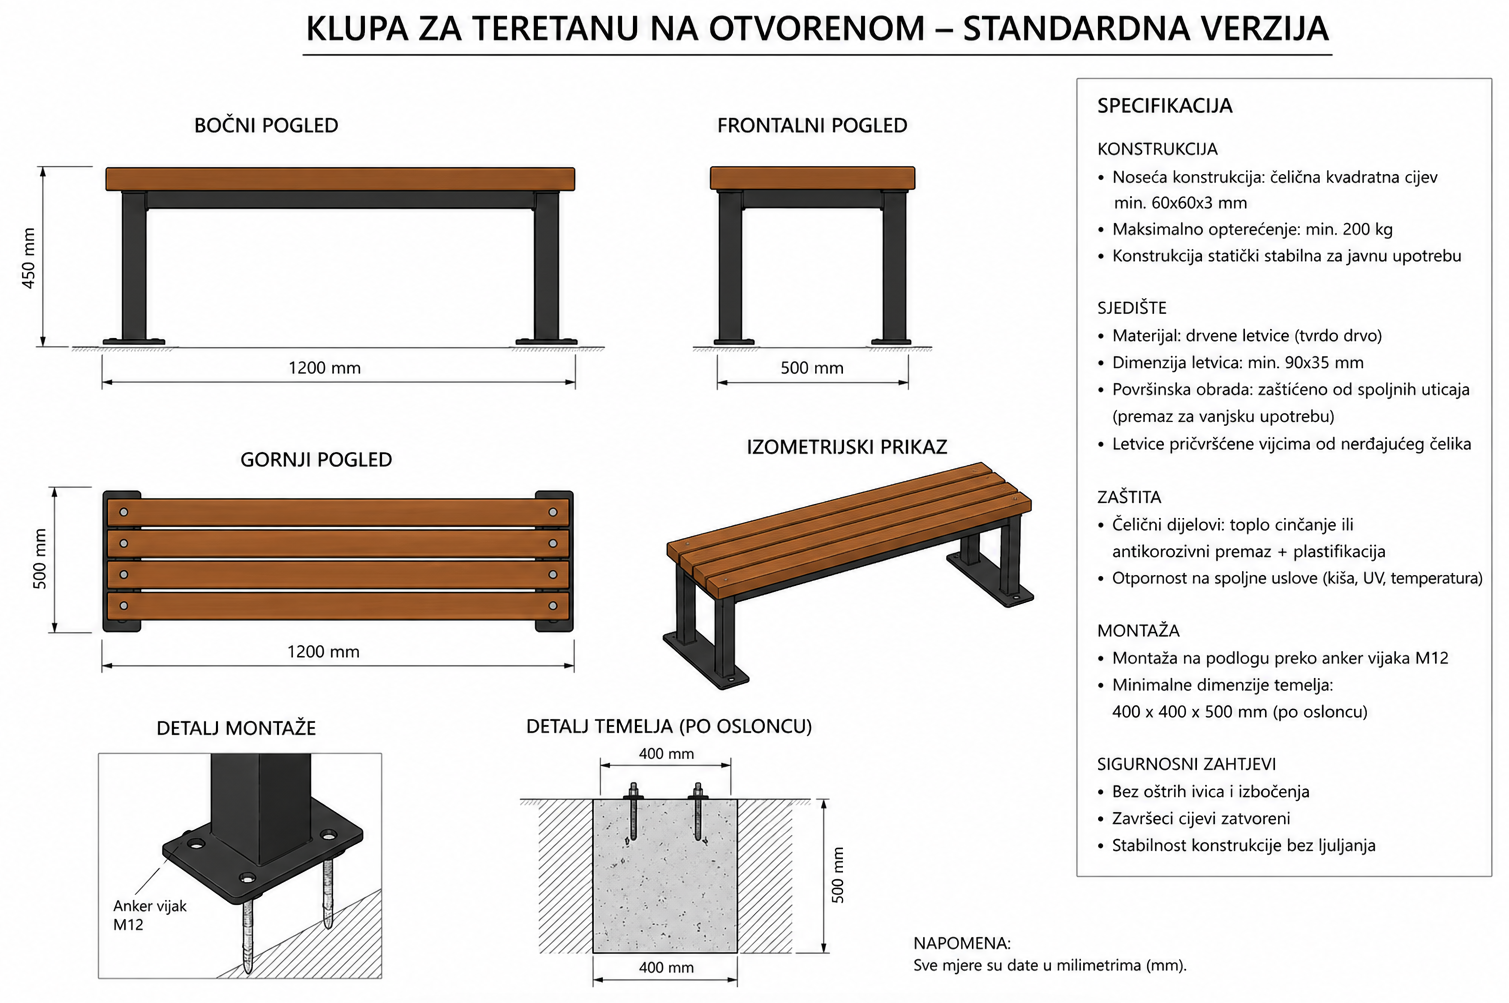 KLUPA ZA TERETANU NA OTVORENOM – STANDARDNA VERZIJA
BOČNI POGLED
450 mm
1200 mm
FRONTALNI POGLED
500 mm
GORNJI POGLED
500 mm
1200 mm
IZOMETRIJSKI PRIKAZ
DETALJ MONTAŽE
Anker vijak
M12
DETALJ TEMELJA (PO OSLONCU)
400 mm
500 mm
400 mm
SPECIFIKACIJA
KONSTRUKCIJA
• Noseća konstrukcija: čelična kvadratna cijev
min. 60x60x3 mm
• Maksimalno opterećenje: min. 200 kg
• Konstrukcija statički stabilna za javnu upotrebu
SJEDIŠTE
• Materijal: drvene letvice (tvrdo drvo)
• Dimenzija letvica: min. 90x35 mm
• Površinska obrada: zaštićeno od spoljnih uticaja
(premaz za vanjsku upotrebu)
• Letvice pričvršćene vijcima od nerđajućeg čelika
ZAŠTITA
• Čelični dijelovi: toplo cinčanje ili
antikorozivni premaz + plastifikacija
• Otpornost na spoljne uslove (kiša, UV, temperatura)
MONTAŽA
• Montaža na podlogu preko anker vijaka M12
• Minimalne dimenzije temelja:
400 x 400 x 500 mm (po osloncu)
SIGURNOSNI ZAHTJEVI
• Bez oštrih ivica i izbočenja
• Završeci cijevi zatvoreni
• Stabilnost konstrukcije bez ljuljanja
NAPOMENA:
Sve mjere su date u milimetrima (mm).